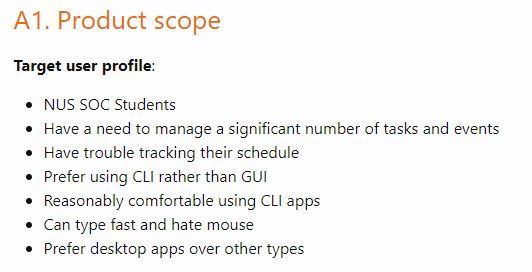 A1. Product scope
Target user profile:
• NUS SOC Students
• Have a need to manage a significant number of tasks and events
• Have trouble tracking their schedule
• Prefer using CLI rather than GUI
• Reasonably comfortable using CLI apps
• Can type fast and hate mouse
• Prefer desktop apps over other types